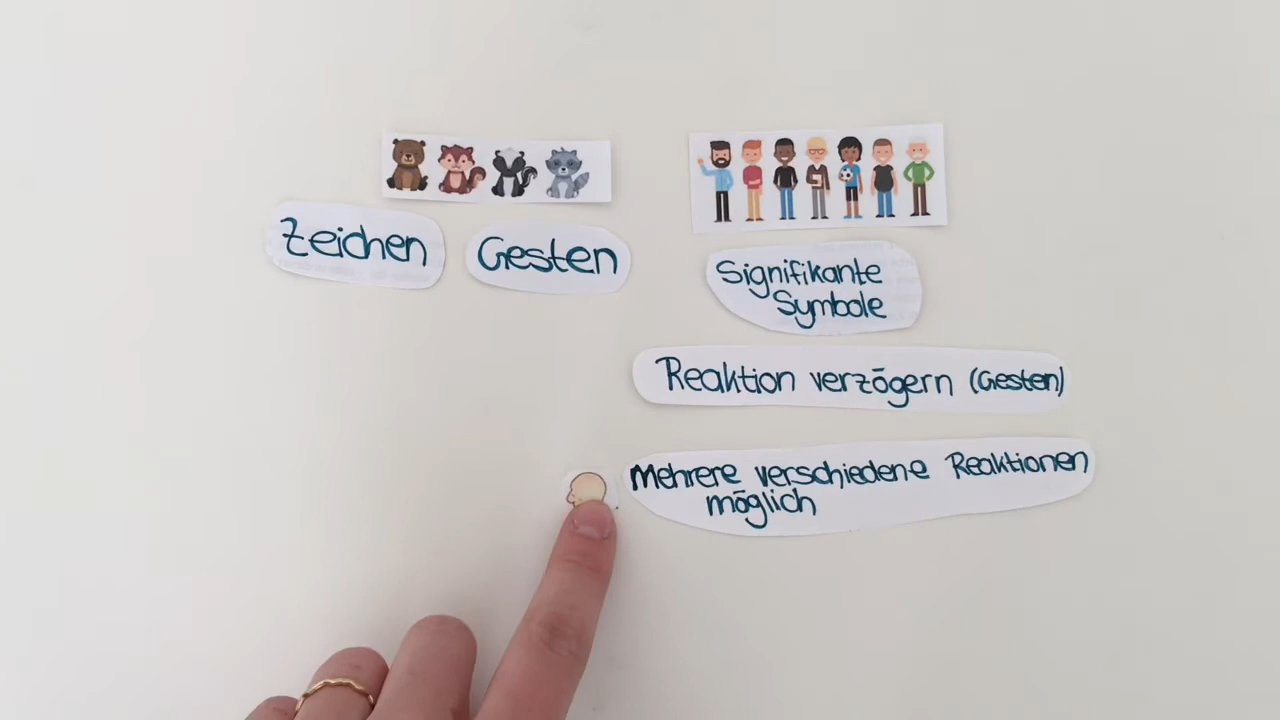 Zeichen
Gesten
Signifikante
Symbole
Reaktion verzögern (Gesten)
Mehrere verschiedene Reaktionen
möglich